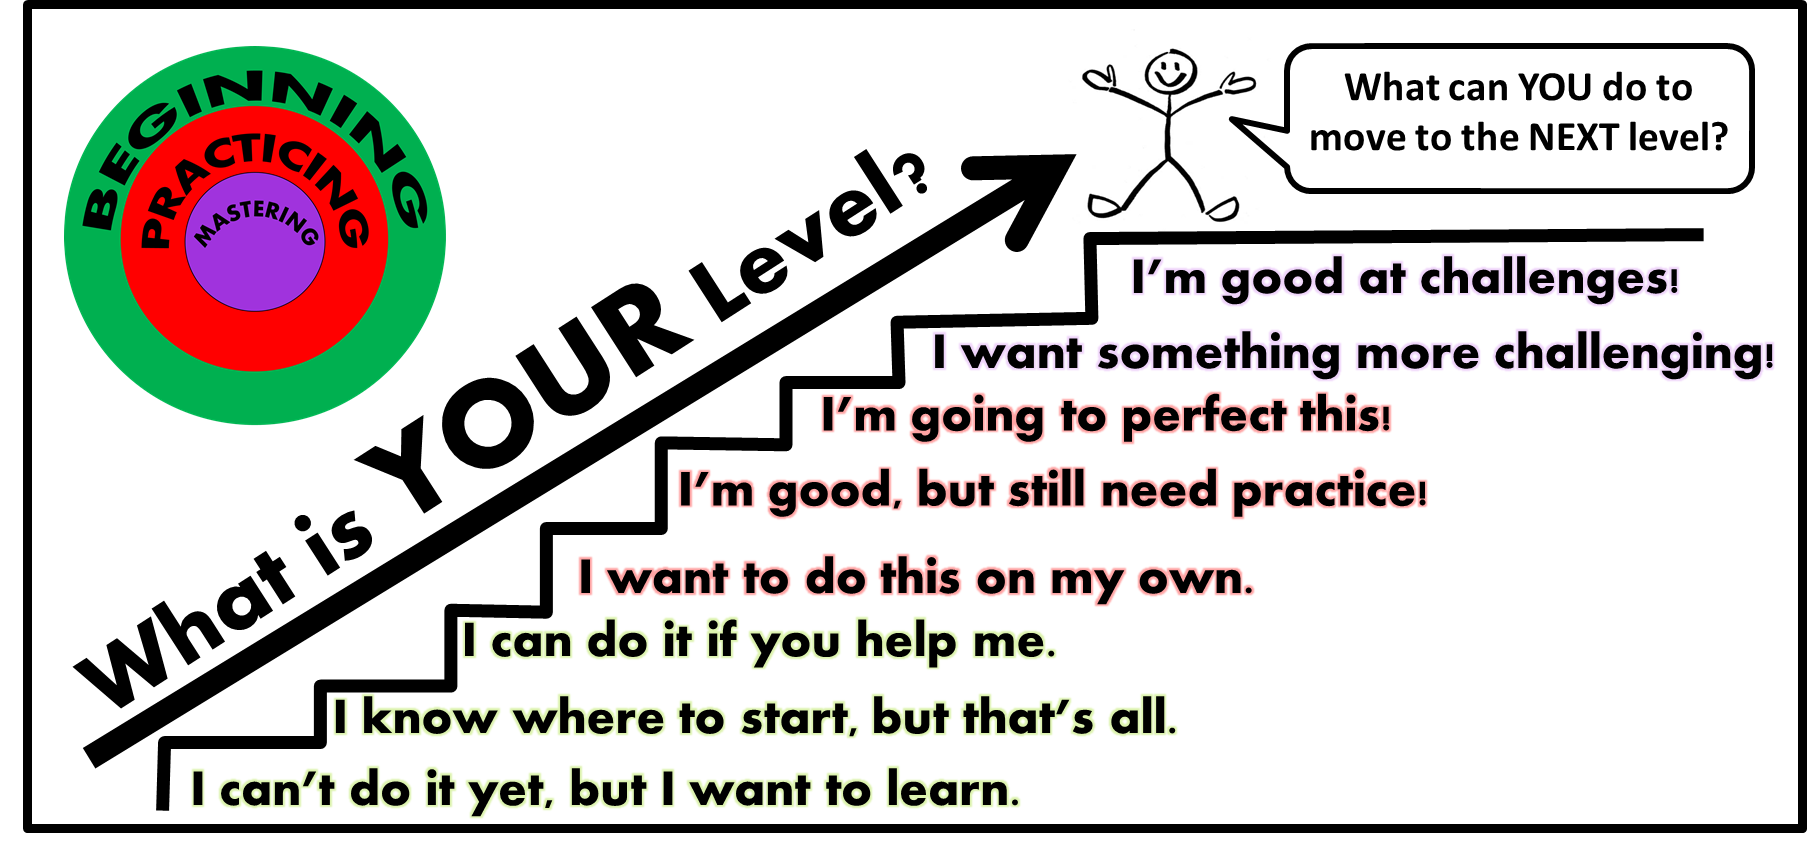 BEGINNING
PRACTICING
MASTERING
What is YOUR Level?
What can YOU do to
move to the NEXT level?
I'm good at challenges!
I want something more challenging!
I'm going to perfect this!
I'm good, but still need practice!
I want to do this on my own.
I can do it if you help me.
I know where to start, but that's all.
I can't do it yet, but I want to learn.